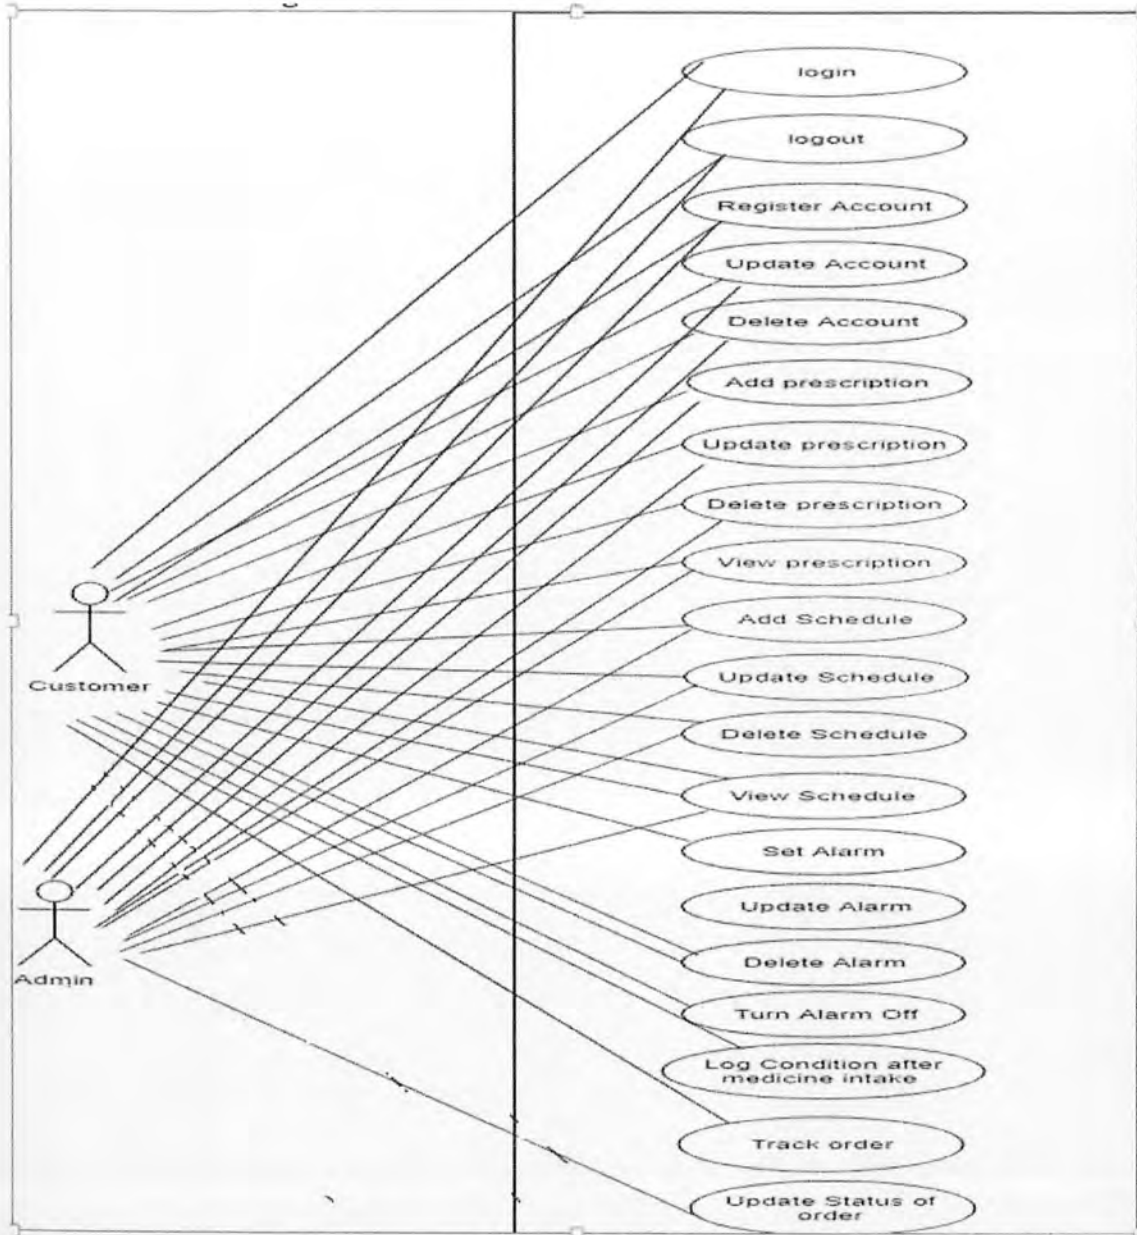 login
logout
Register Account
Update Account
Delete Account
Add prescription
Update prescription
Delete prescription
View prescription
Add Schedule
Customer
Update Schedule
Delete Schedule
View Schedule
Set Alarm
Update Alarm
Delete Alarm
Admin
Turn Alarm Off
Log Condition after
medicine intake
Track order
Update Status of
order